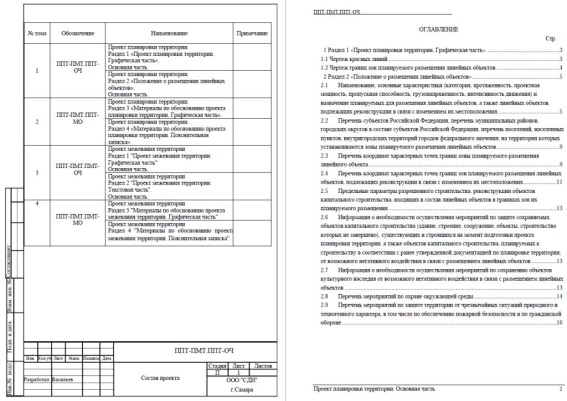 № тома
Обозначение
Наименование
Примечание
1
ППТ-ПМТ.ППТ-
ОЧ
Проект планировки территории.
Раздел 1 «Проект планировки территории.
Графическая часть».
Основная часть.
Проект планировки территории.
Раздел 2 «Положение о размещении линейных
объектов».
Основная часть.
2
ППТ-ПМТ.ППТ-
МО
Проект планировки территории.
Раздел 3 «Материалы по обоснованию проекта
планировки территории. Графическая часть».
Проект планировки территории.
Раздел 4 «Материалы по обоснованию проекта
планировки территории. Пояснительная
записка».
3
ППТ-ПМТ.ПМТ-
ОЧ
Проект межевания территории
Раздел 1 "Проект межевания территории.
Графическая часть"
Основная часть.
Проект межевания территории
Раздел 2 "Проект межевания территории.
Текстовая часть".
Основная часть.
4
ППТ-ПМТ.ПМТ-
МО
Проект межевания территории
Раздел 3 "Материалы по обоснованию проекта
межевания территории. Графическая часть"
Проект межевания территории
Раздел 4 "Материалы по обоснованию проекта
межевания территории. Пояснительная записка"
Согласовано
Взам. инв. №
Подп. и дата
Инв.№ подл
ППТ-ПМТ.ППТ-ОЧ
Изм. Кол.уч Лист №док. Подпись Дата
Разработал Васильев
Состав проекта
Стадия Лист Листов
П 1
ООО "СДИ"
г.Самара
ППТ-ПМТ.ППТ-ОЧ
ОГЛАВЛЕНИЕ
Стр.
1 Раздел 1 «Проект планировки территории. Графическая часть».....3
1.1 Чертеж красных линий.....3
1.2 Чертеж границ зон планируемого размещения линейных объектов.....4
2 Раздел 2 «Положение о размещении линейных объектов».....5
2.1 Наименование, основные характеристики (категория, протяженность, проектная
мощность, пропускная способность, грузонапряженность, интенсивность движения) и
назначение планируемых для размещения линейных объектов, а также линейных объектов,
подлежащих реконструкции в связи с изменением их местоположения.....5
2.2 Перечень субъектов Российской Федерации, перечень муниципальных районов,
городских округов в составе субъектов Российской Федерации, перечень поселений, населенных
пунктов, внутригородских территорий городов федерального значения, на территориях которых
устанавливаются зоны планируемого размещения линейных объектов.....9
2.3 Перечень координат характерных точек границ зоны планируемого размещения
линейного объекта.....9
2.4 Перечень координат характерных точек границ зон планируемого размещения линейных
объектов, подлежащих реконструкции в связи с изменением их местоположения.....11
2.5 Предельные параметры разрешенного строительства, реконструкции объектов
капитального строительства, входящих в состав линейных объектов в границах зон их
планируемого размещения.....13
2.6 Информация о необходимости осуществления мероприятий по защите сохраняемых
объектов капитального строительства (здание, строение, сооружение, объекты, строительство
которых не завершено), существующих и строящихся на момент подготовки проекта
планировки территории, а также объектов капитального строительства, планируемых к
строительству в соответствии с ранее утвержденной документацией по планировке территории,
от возможного негативного воздействия в связи с размещением линейных объектов.....13
2.7 Информация о необходимости осуществления мероприятий по сохранению объектов
культурного наследия от возможного негативного воздействия в связи с размещением линейных
объектов.....13
2.8 Перечень мероприятий по охране окружающей среды.....14
2.9 Перечень мероприятий по защите территории от чрезвычайных ситуаций природного и
техногенного характера, в том числе по обеспечению пожарной безопасности и по гражданской
обороне.....16
Проект планировки территории. Основная часть 2